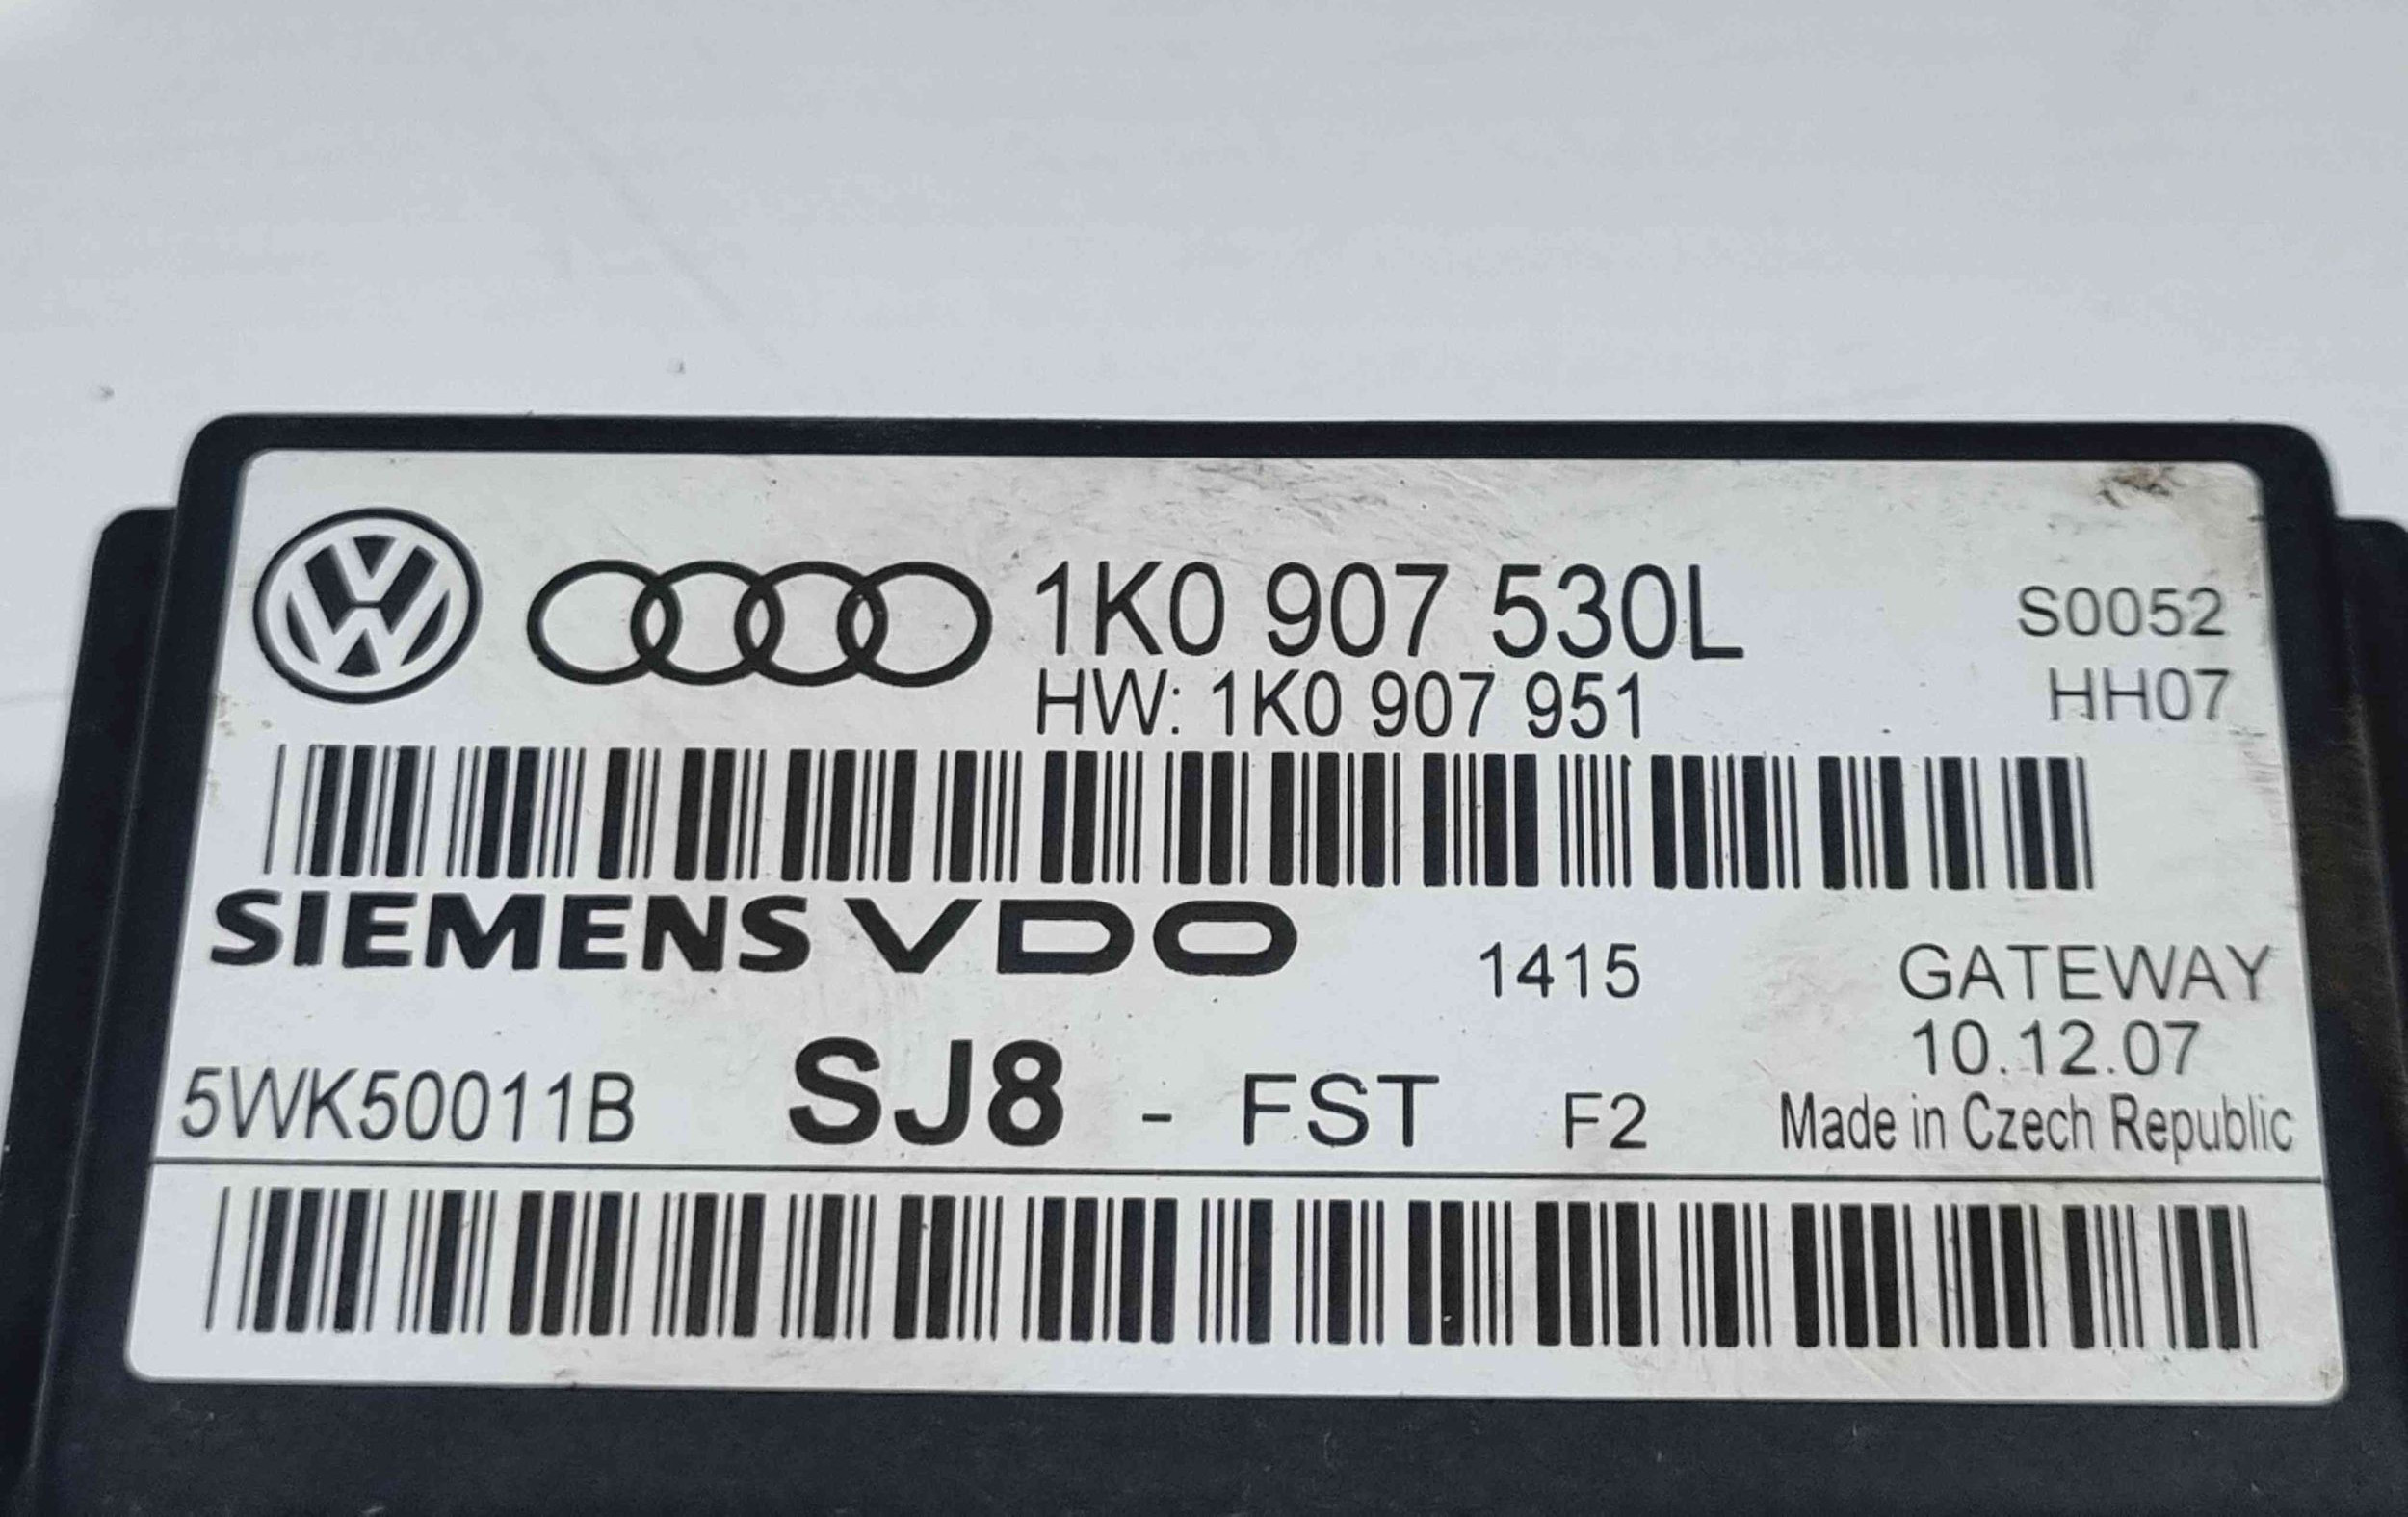 1K0 907 530L S0052
HW: 1K0 907 951 HH07
SIEMENS VDO 1415 GATEWAY
10.12.07
5WK50011B SJ8 - FST F2 Made in Czech Republic